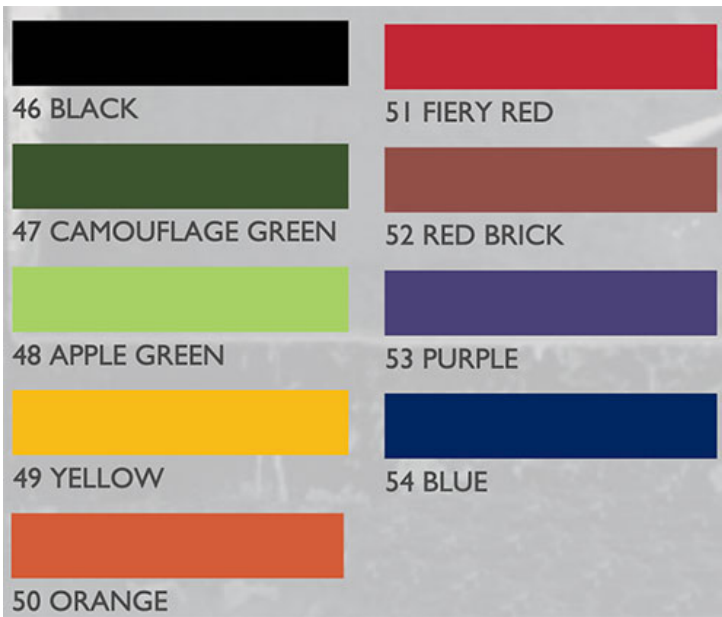 46 BLACK
47 CAMOUFLAGE GREEN
48 APPLE GREEN
49 YELLOW
50 ORANGE
51 FIERY RED
52 RED BRICK
53 PURPLE
54 BLUE